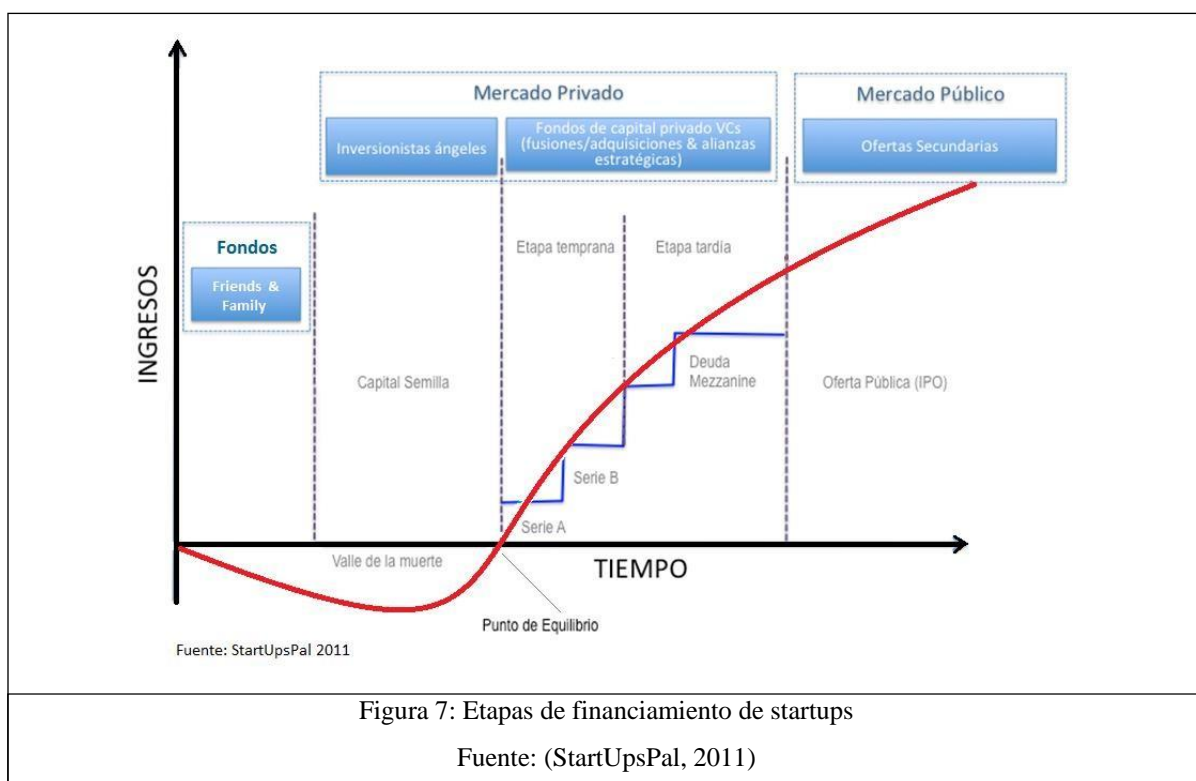 Mercado Privado
Mercado Público
Inversionistas ángeles
Fondos de capital privado VCs
(fusiones/adquisiciones & alianzas
estratégicas)
Ofertas Secundarias
Fondos
Friends &
Family
Etapa temprana
Etapa tardía
INGRESOS
Capital Semilla
Deuda
Mezzanine
Oferta Pública (IPO)
Serie B
Serie A
Valle de la muerte
TIEMPO
Punto de Equilibrio
Fuente: StartUpsPal 2011
Figura 7: Etapas de financiamiento de startups
Fuente: (StartUpsPal, 2011)